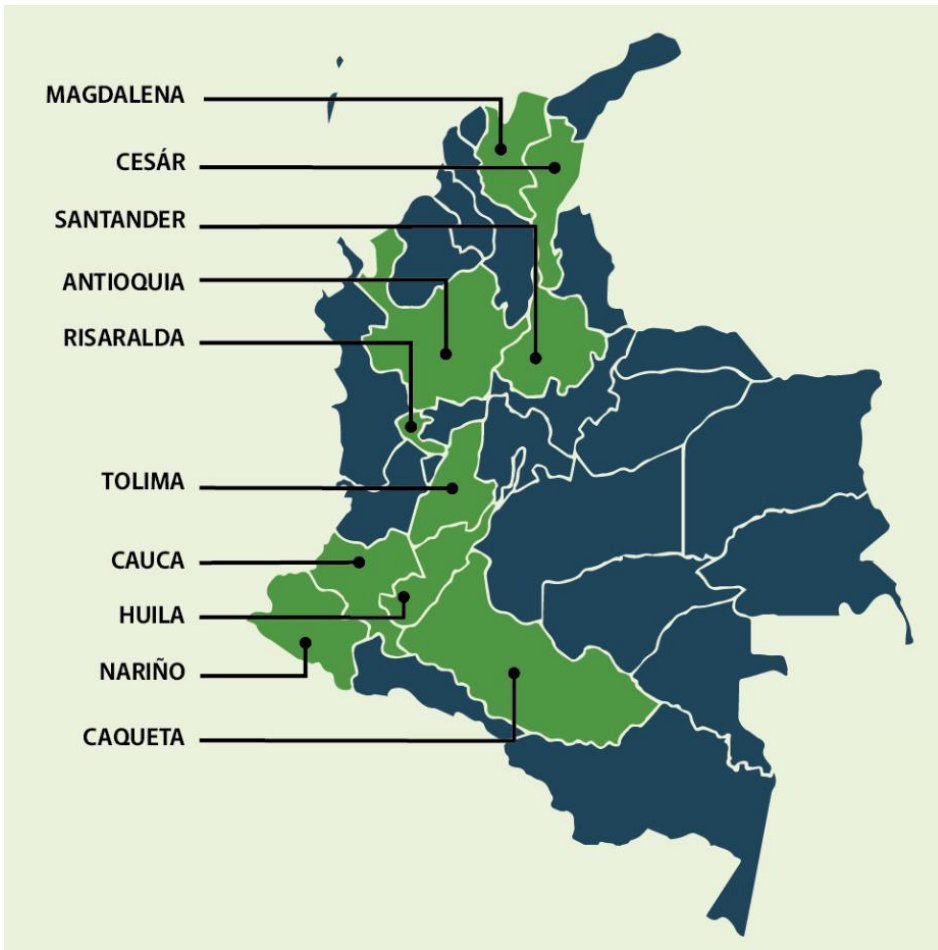 MAGDALENA
CESÁR
SANTANDER
ANTIOQUIA
RISARALDA
TOLIMA
CAUCA
HUILA
NARIÑO
CAQUETA